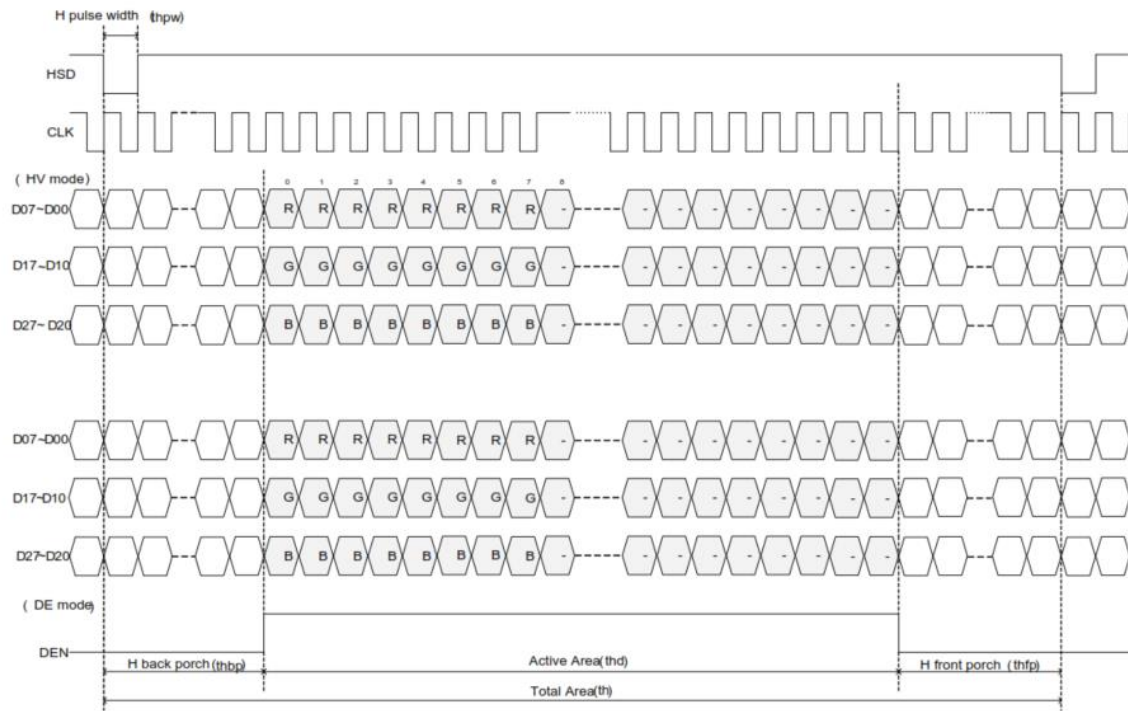 H pulse width (thpw)
HSD
CLK
( HV mode)
0 1 2 3 4 5 6 7 8
D07~D00 R R R R R R R R - - - - - - - - -
D17~D10 G G G G G G G G - - - - - - - - -
D27~D20 B B B B B B B B - - - - - - - - -
D07~D00 R R R R R R R R - - - - - - - - -
D17~D10 G G G G G G G G - - - - - - - - -
D27~D20 B B B B B B B B - - - - - - - - -
( DE mode)
DEN
H back porch(thbp) Active Area(thd) H front porch (thfp)
Total Area(th)